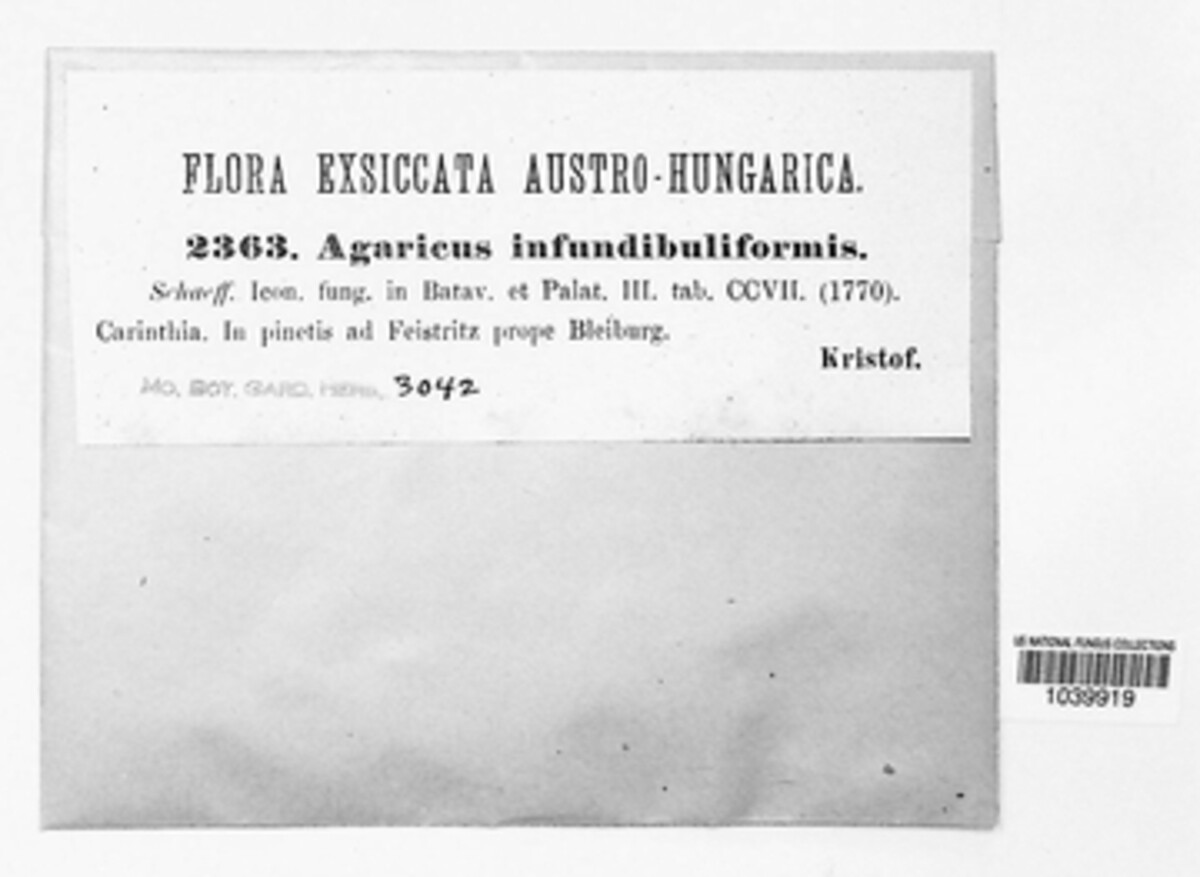 FLORA EXSICCATA AUSTRO-HUNGARICA.
2363. Agaricus infundibuliformis.
Schaeff. Icon. fung. in Batav. et Palat. III. tab. CCVII. (1770).
Carinthia. In pinetis ad Feistritz prope Bleiburg.
Kristof.
MO. BOT. GARD. HERB. 3042
US NATIONAL FUNGUS COLLECTIONS
1039919